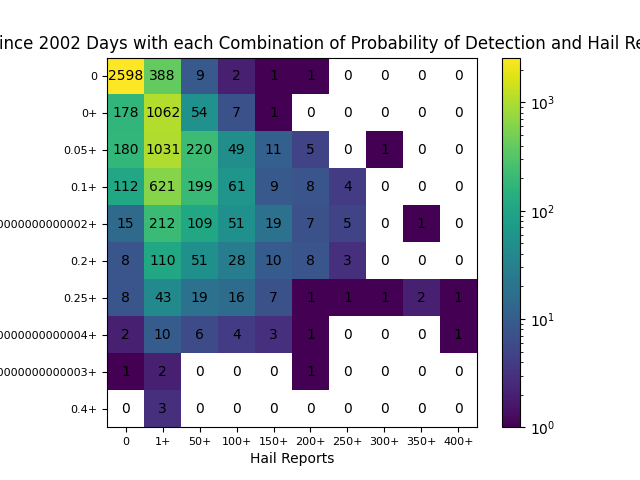 ince 2002 Days with each Combination of Probability of Detection and Hail Re
0 2598 388 9 2 1 1 0 0 0 0
0+ 178 1062 54 7 1 0 0 0 0 0
0.05+ 180 1031 220 49 11 5 0 1 0 0
0.1+ 112 621 199 61 9 8 4 0 0 0
0000000000002+ 15 212 109 51 19 7 5 0 1 0
0.2+ 8 110 51 28 10 8 3 0 0 0
0.25+ 8 43 19 16 7 1 1 1 2 1
0000000000004+ 2 10 6 4 3 1 0 0 0 1
0000000000003+ 1 2 0 0 0 1 0 0 0 0
0.4+ 0 3 0 0 0 0 0 0 0 0
0 1+ 50+ 100+ 150+ 200+ 250+ 300+ 350+ 400+
Hail Reports
10³
10²
10¹
10⁰